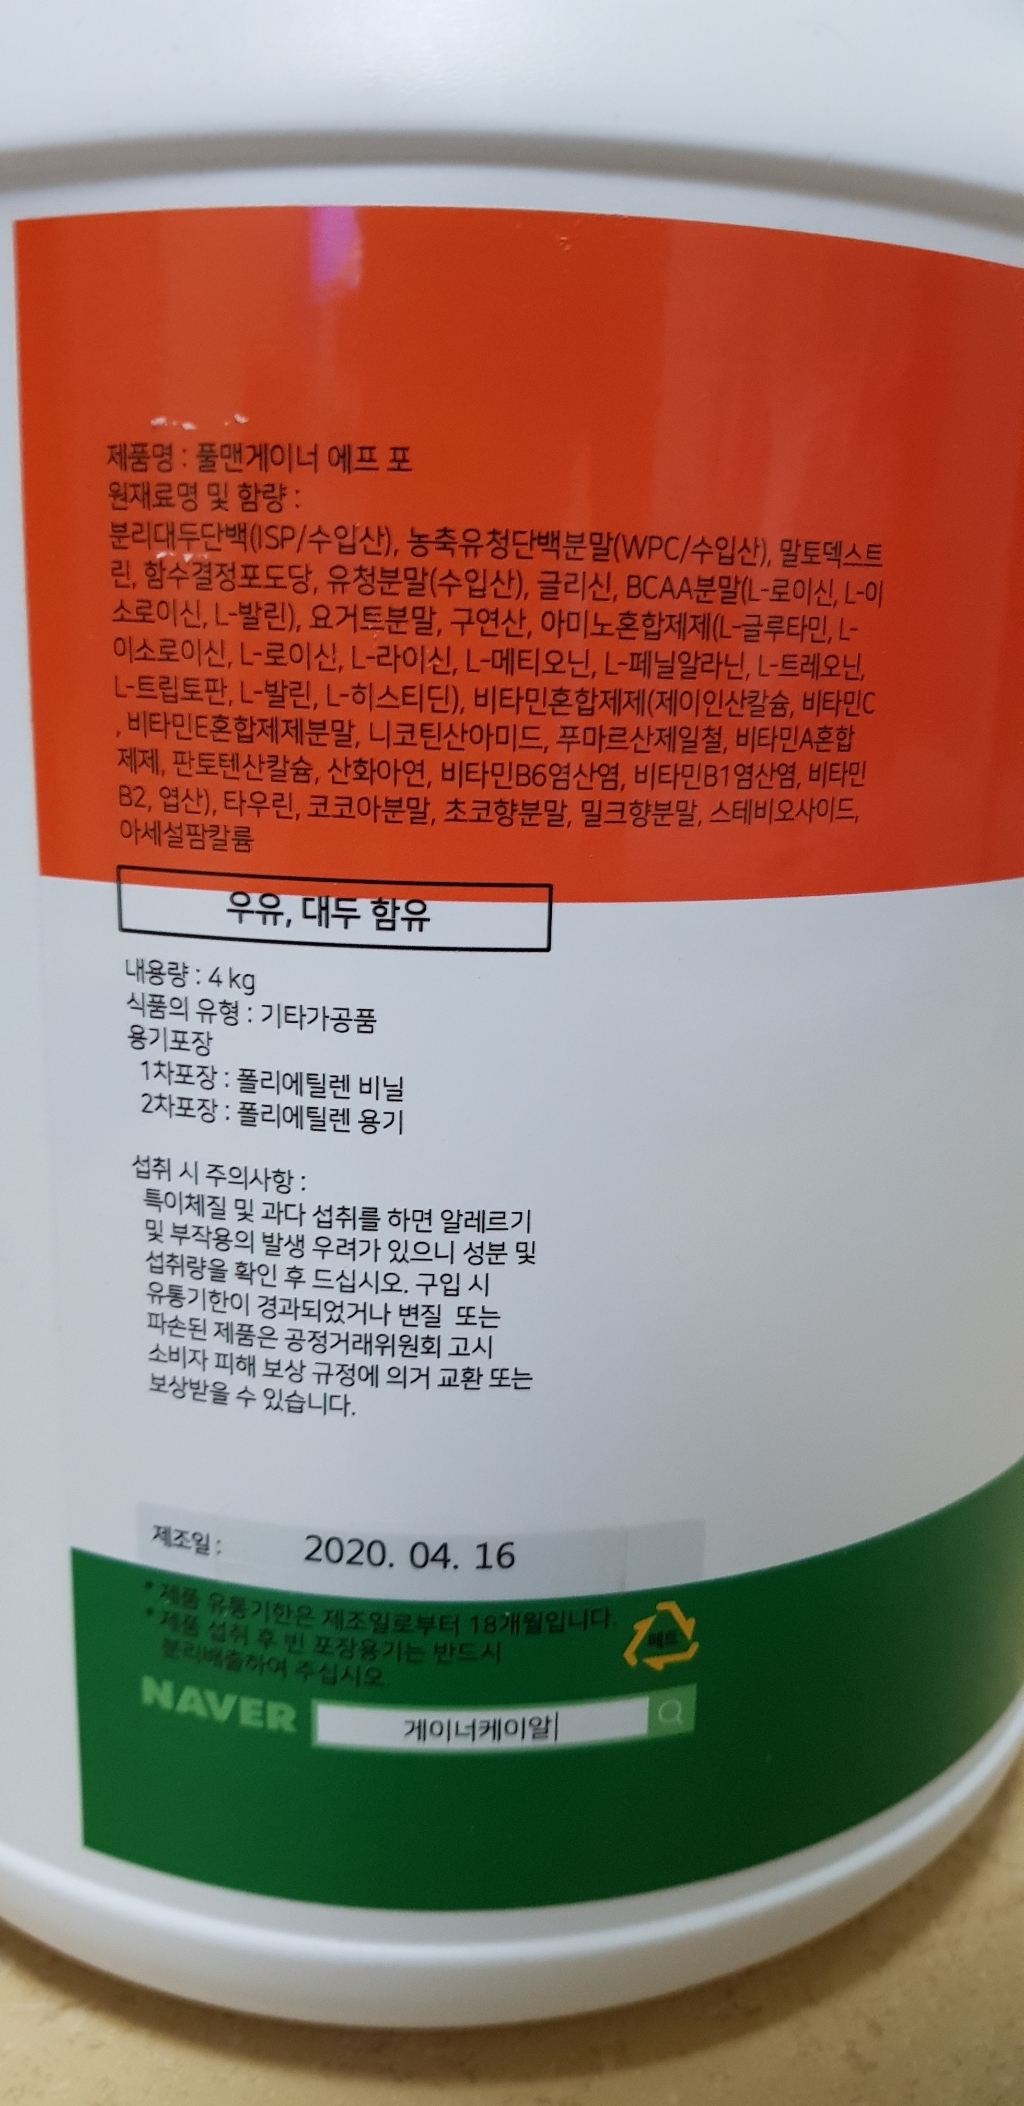 제품명 : 풀맨게이너 에프 포
원재료명 및 함량 :
분리대두단백(ISP/수입산), 농축유청단백분말(WPC/수입산), 말토덱스트
린, 함수결정포도당, 유청분말(수입산), 글리신, BCAA분말(L-로이신, L-이
소로이신, L-발린), 요거트분말, 구연산, 아미노혼합제제(L-글루타민, L-
이소로이신, L-로이신, L-라이신, L-메티오닌, L-페닐알라닌, L-트레오닌,
L-트립토판, L-발린, L-히스티딘), 비타민혼합제제(제이인산칼슘, 비타민C
, 비타민E혼합제제분말, 니코틴산아미드, 푸마르산제일철, 비타민A혼합
제제, 판토텐산칼슘, 산화아연, 비타민B6염산염, 비타민B1염산염, 비타민
B2, 엽산), 타우린, 코코아분말, 초코향분말, 밀크향분말, 스테비오사이드,
아세설팜칼륨
우유, 대두 함유
내용량 : 4 kg
식품의 유형 : 기타가공품
용기포장
1차포장 : 폴리에틸렌 비닐
2차포장 : 폴리에틸렌 용기
섭취 시 주의사항 :
특이체질 및 과다 섭취를 하면 알레르기
및 부작용의 발생 우려가 있으니 성분 및
섭취량을 확인 후 드십시오. 구입 시
유통기한이 경과되었거나 변질 또는
파손된 제품은 공정거래위원회 고시
소비자 피해 보상 규정에 의거 교환 또는
보상받을 수 있습니다.
제조일 : 2020. 04. 16
* 제품 유통기한은 제조일로부터 18개월입니다.
* 제품 섭취 후 빈 포장용기는 반드시
분리배출하여 주십시오.
페트
NAVER 게이너케이알